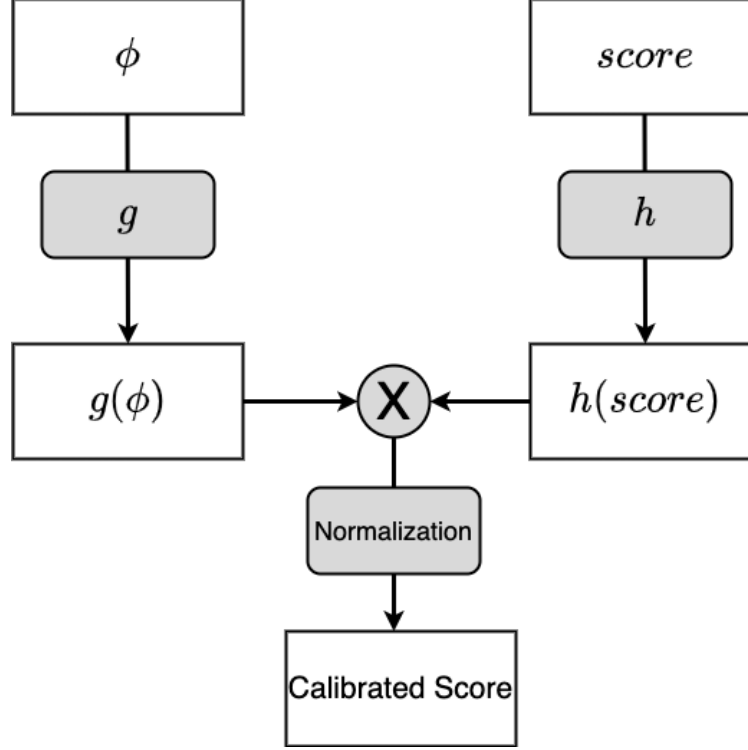 ϕ
score
g
h
g(ϕ)
X
h(score)
Normalization
Calibrated Score